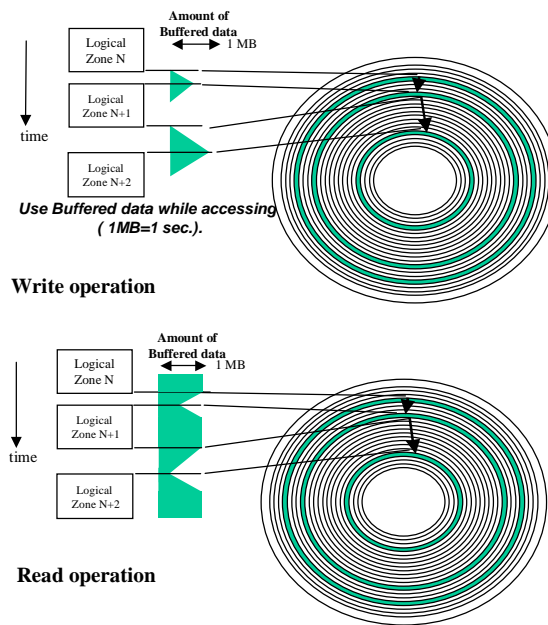 Amount of
Buffered data
1 MB
Logical
Zone N
Logical
Zone N+1
time
Logical
Zone N+2
Use Buffered data while accessing
( 1MB=1 sec.).
Write operation
Amount of
Buffered data
1 MB
Logical
Zone N
Logical
Zone N+1
time
Logical
Zone N+2
Read operation